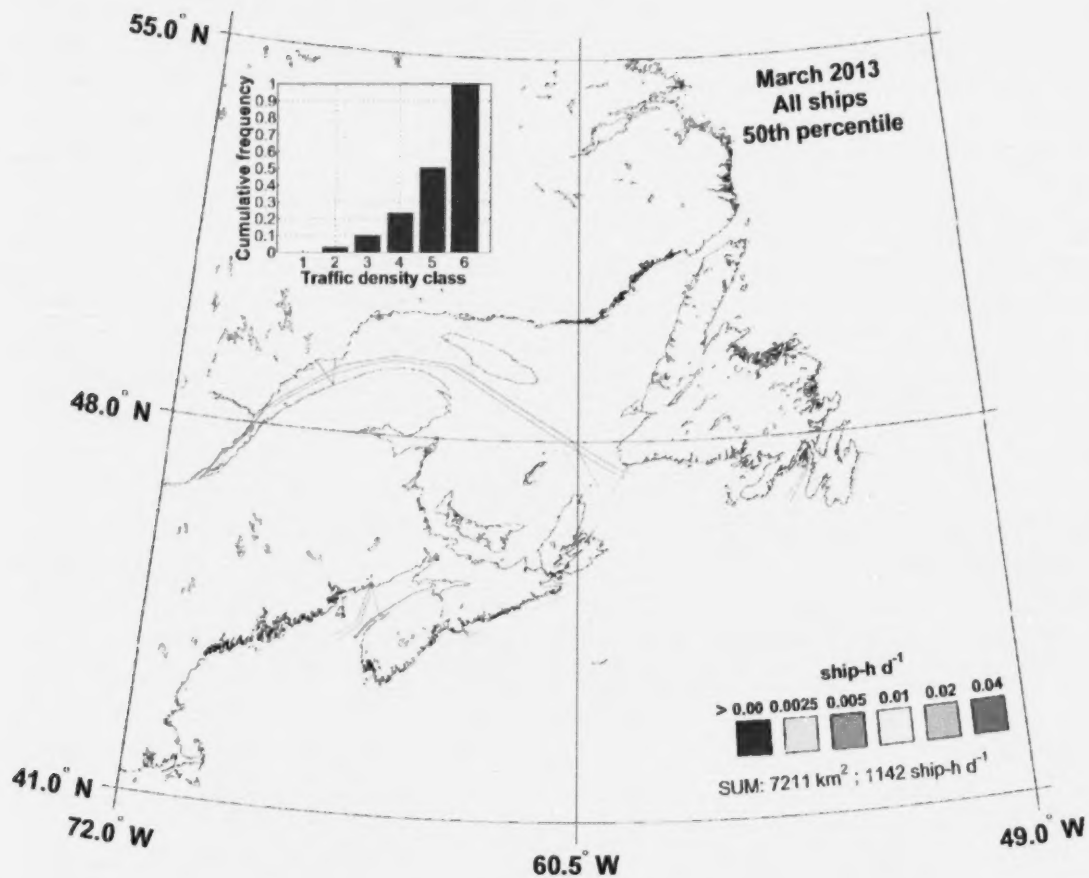 55.0° N
March 2013
All ships
50th percentile
Cumulative frequency
1
0.9
0.8
0.7
0.6
0.5
0.4
0.3
0.2
0.1
0
1 2 3 4 5 6
Traffic density class
48.0° N
ship-h d⁻¹
> 0.00 0.0025 0.005 0.01 0.02 0.04
SUM: 7211 km² ; 1142 ship-h d⁻¹
41.0° N
72.0° W
60.5° W
49.0° W